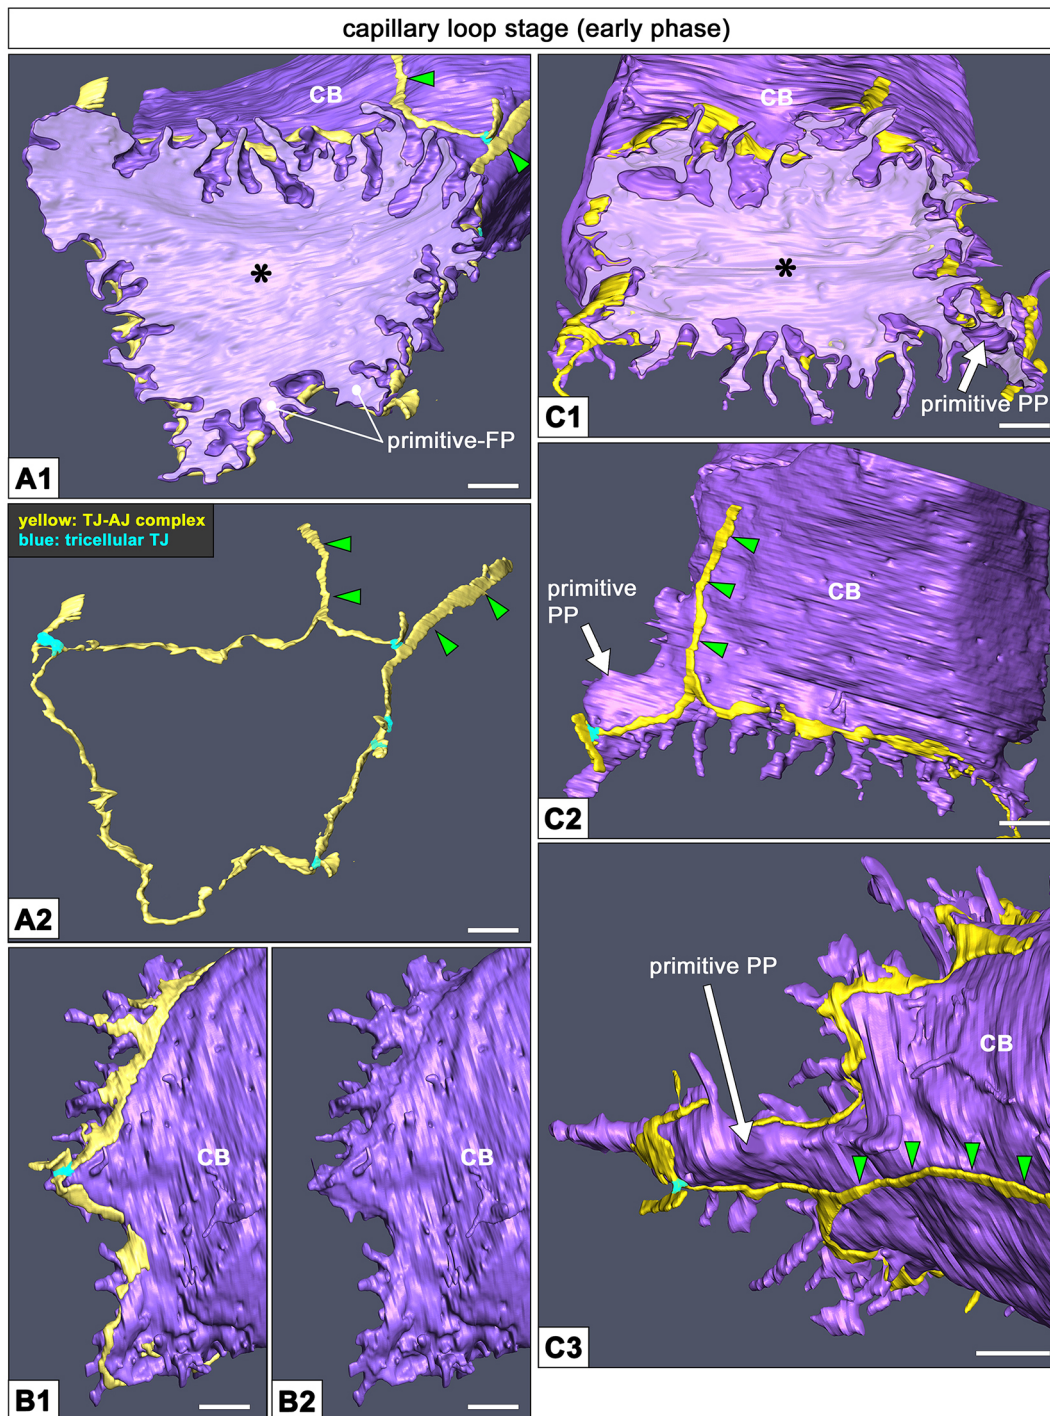 capillary loop stage (early phase)
CB
*
primitive-FP
A1
CB
*
primitive PP
C1
yellow: TJ-AJ complex
blue: tricellular TJ
A2
primitive
PP
CB
C2
CB
B1
CB
B2
primitive PP
CB
C3